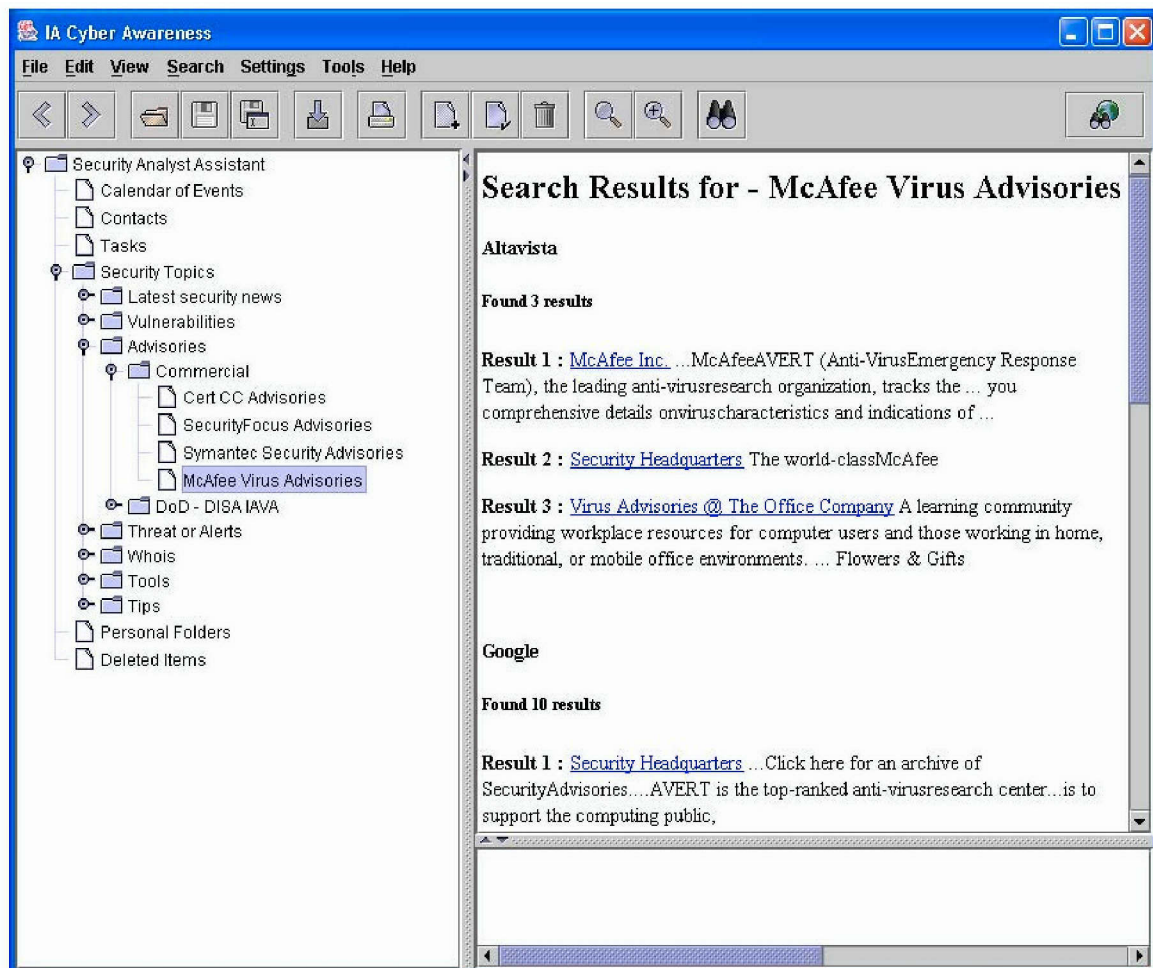 IA Cyber Awareness
File Edit View Search Settings Tools Help
Security Analyst Assistant
Calendar of Events
Contacts
Tasks
Security Topics
Latest security news
Vulnerabilities
Advisories
Commercial
Cert CC Advisories
SecurityFocus Advisories
Symantec Security Advisories
McAfee Virus Advisories
DoD - DISA IAVA
Threat or Alerts
Whois
Tools
Tips
Personal Folders
Deleted Items
Search Results for - McAfee Virus Advisories
Altavista
Found 3 results
Result 1 : McAfee Inc. ...McAfeeAVERT (Anti-VirusEmergency Response
Team), the leading anti-virusresearch organization, tracks the ... you
comprehensive details onviruscharacteristics and indications of ...
Result 2 : Security Headquarters The world-classMcAfee
Result 3 : Virus Advisories @ The Office Company A learning community
providing workplace resources for computer users and those working in home,
traditional, or mobile office environments. ... Flowers & Gifts
Google
Found 10 results
Result 1 : Security Headquarters ...Click here for an archive of
SecurityAdvisories....AVERT is the top-ranked anti-virusresearch center...is to
support the computing public,